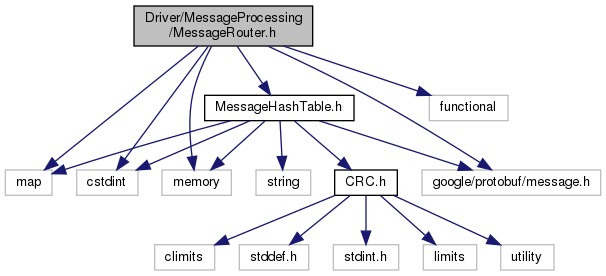 Driver/MessageProcessing
/MessageRouter.h
MessageHashTable.h
functional
map
cstdint
memory
string
CRC.h
google/protobuf/message.h
climits
stddef.h
stdint.h
limits
utility